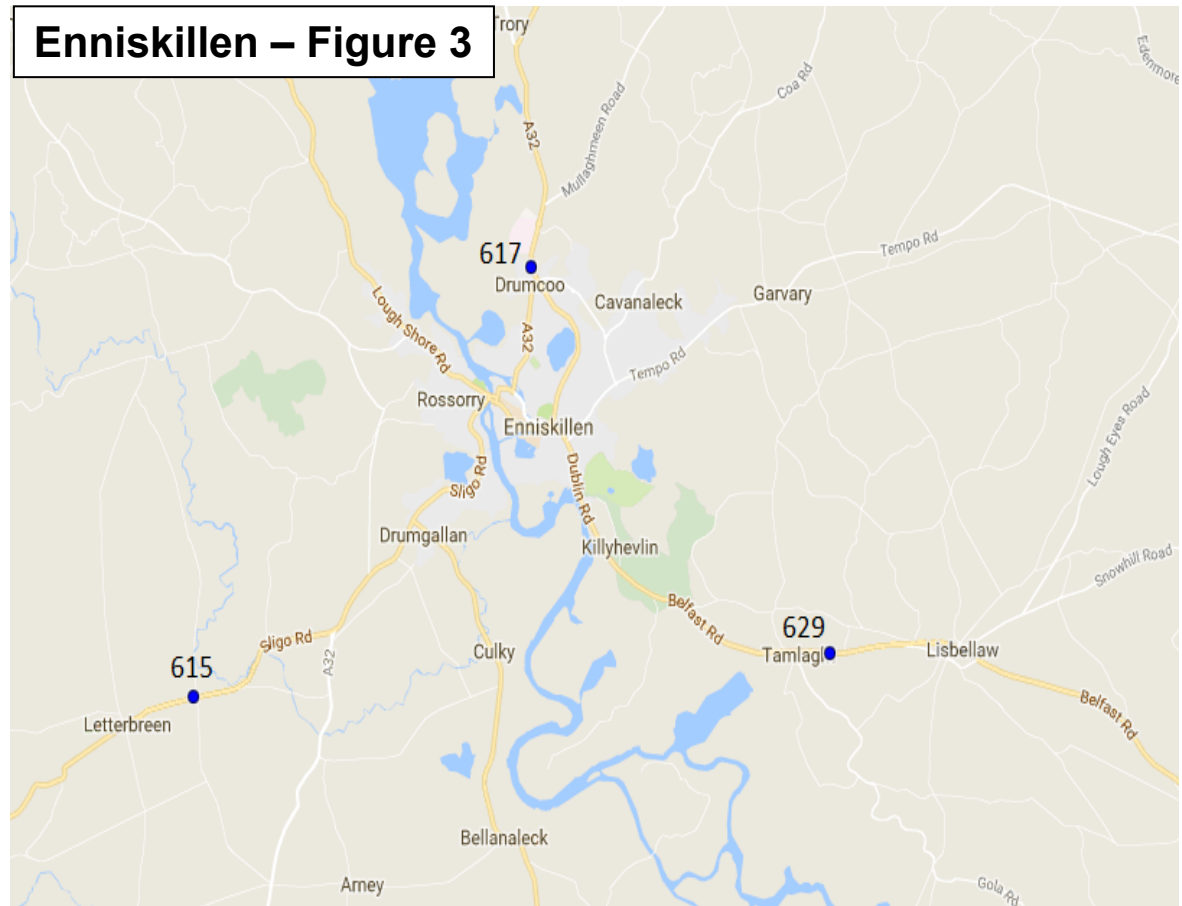 Enniskillen – Figure 3
Trory
Edenmore
Coa Rd
A32
Mullaghmeen Road
Tempo Rd
617
Drumcoo
Cavanaleck
Garvary
Lough Shore Rd
A32
Tempo Rd
Rossorry
Enniskillen
Lough Eyes Road
Sligo Rd
Dublin Rd
Drumgallan
Killyhevlin
Snowhill Road
Belfast Rd
629
Sligo Rd
A32
Culky
Tamlagh
Lisbellaw
615
Letterbreen
Belfast Rd
Bellanaleck
Arney
Gola Rd